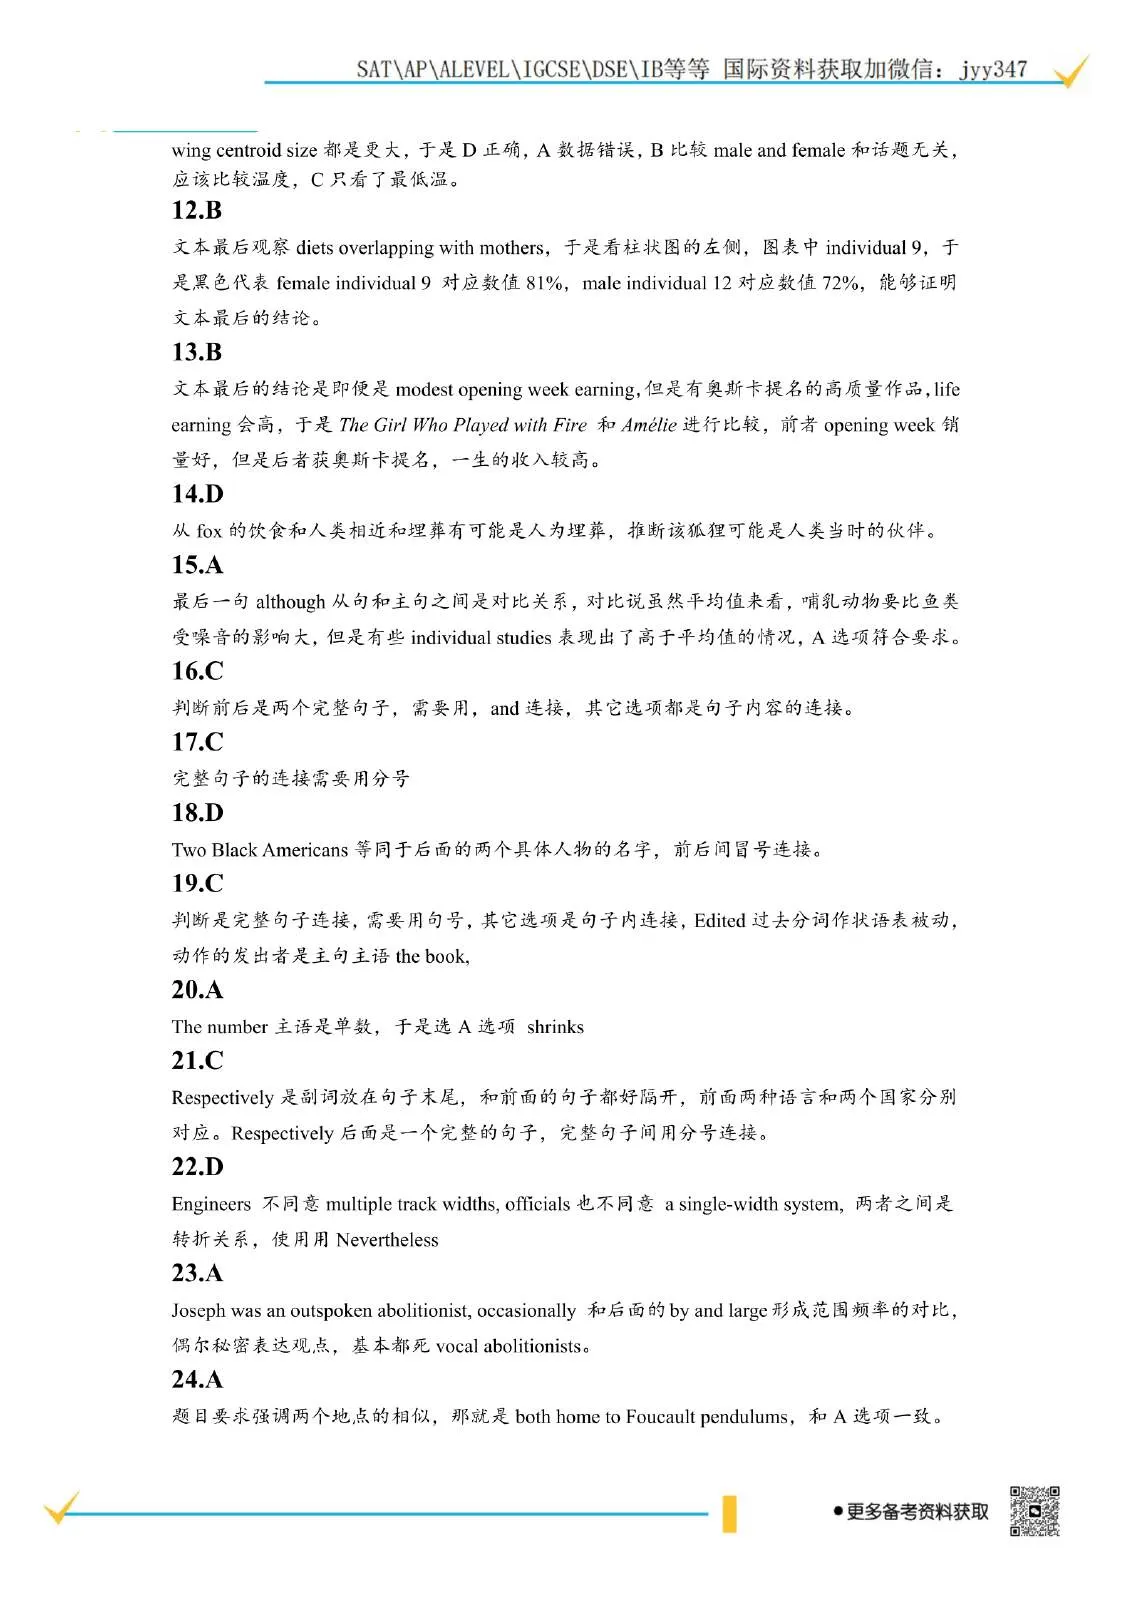 SAT\AP\ALEVEL\IGCSE\DSE\IB等等 国际资料获取加微信：jyy347
wing centroid size 都是更大，于是 D 正确，A 数据错误，B 比较 male and female 和话题无关，
应该比较温度，C 只看了最低温。
12.B
文本最后观察 diets overlapping with mothers，于是看柱状图的左侧，图表中 individual 9，于
是黑色代表 female individual 9 对应数值 81%，male individual 12 对应数值 72%，能够证明
文本最后的结论。
13.B
文本最后的结论是即便是 modest opening week earning,但是有奥斯卡提名的高质量作品,life
earning 会高，于是 The Girl Who Played with Fire 和 Amélie 进行比较，前者 opening week 销
量好，但是后者获奥斯卡提名，一生的收入较高。
14.D
从 fox 的饮食和人类相近和埋葬有可能是人为埋葬，推断该狐狸可能是人类当时的伙伴。
15.A
最后一句 although 从句和主句之间是对比关系，对比说虽然平均值来看，哺乳动物要比鱼类
受噪音的影响大，但是有些 individual studies 表现出了高于平均值的情况，A 选项符合要求。
16.C
判断前后是两个完整句子，需要用，and 连接，其它选项都是句子内容的连接。
17.C
完整句子的连接需要用分号
18.D
Two Black Americans 等同于后面的两个具体人物的名字，前后间冒号连接。
19.C
判断是完整句子连接，需要用句号，其它选项是句子内连接，Edited 过去分词作状语表被动，
动作的发出者是主句主语 the book,
20.A
The number 主语是单数，于是选 A 选项 shrinks
21.C
Respectively 是副词放在句子末尾，和前面的句子都好隔开，前面两种语言和两个国家分别
对应。Respectively 后面是一个完整的句子，完整句子间用分号连接。
22.D
Engineers 不同意 multiple track widths, officials 也不同意 a single-width system, 两者之间是
转折关系，使用用 Nevertheless
23.A
Joseph was an outspoken abolitionist, occasionally 和后面的 by and large 形成范围频率的对比，
偶尔秘密表达观点，基本都死 vocal abolitionists。
24.A
题目要求强调两个地点的相似，那就是 both home to Foucault pendulums，和 A 选项一致。
●更多备考资料获取